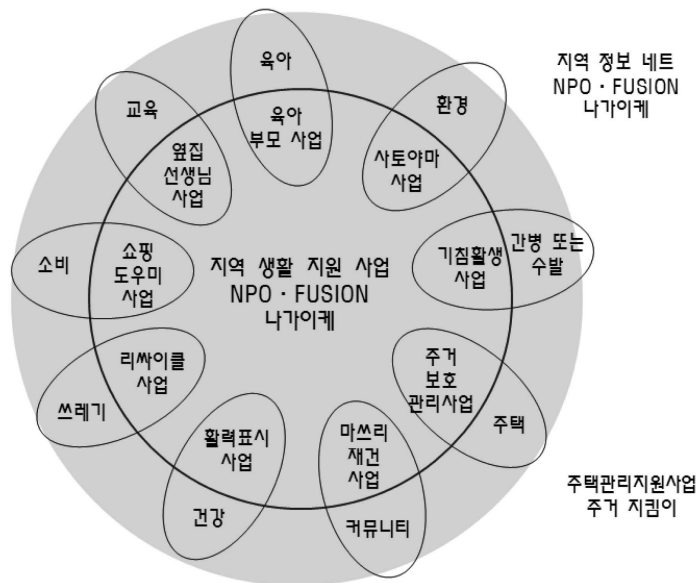 육아
육아
부모 사업
환경
사토야마
사업
지역 정보 네트
NPO · FUSION
나가이케
교육
옆집
선생님
사업
소비
쇼핑
도우미
사업
지역 생활 지원 사업
NPO · FUSION
나가이케
기침활생
사업
간병 또는
수발
리싸이클
사업
쓰레기
주거
보호
관리사업
주택
활력표시
사업
건강
마쓰리
재건
사업
커뮤니티
주택관리지원사업
주거 지킴이